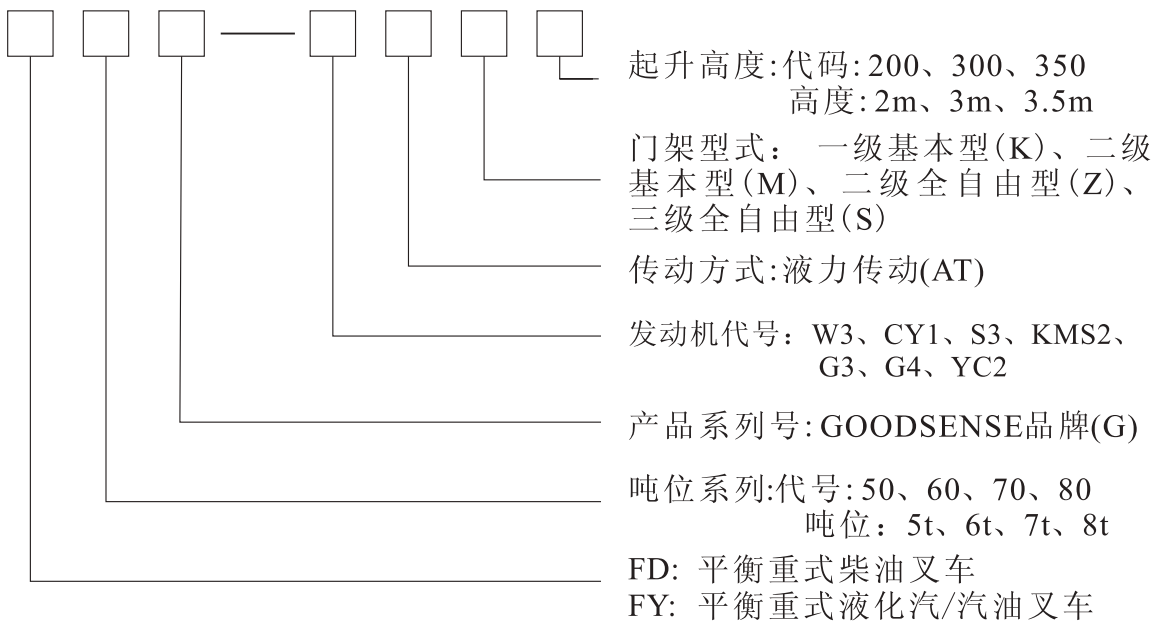 起升高度:代码:200、300、350
高度:2m、3m、3.5m
门架型式： 一级基本型(K)、二级
基本型(M)、二级全自由型(Z)、
三级全自由型(S)
传动方式:液力传动(AT)
发动机代号：W3、CY1、S3、KMS2、
G3、G4、YC2
产品系列号:GOODSENSE品牌(G)
吨位系列:代号:50、60、70、80
吨位：5t、6t、7t、8t
FD: 平衡重式柴油叉车
FY: 平衡重式液化汽/汽油叉车